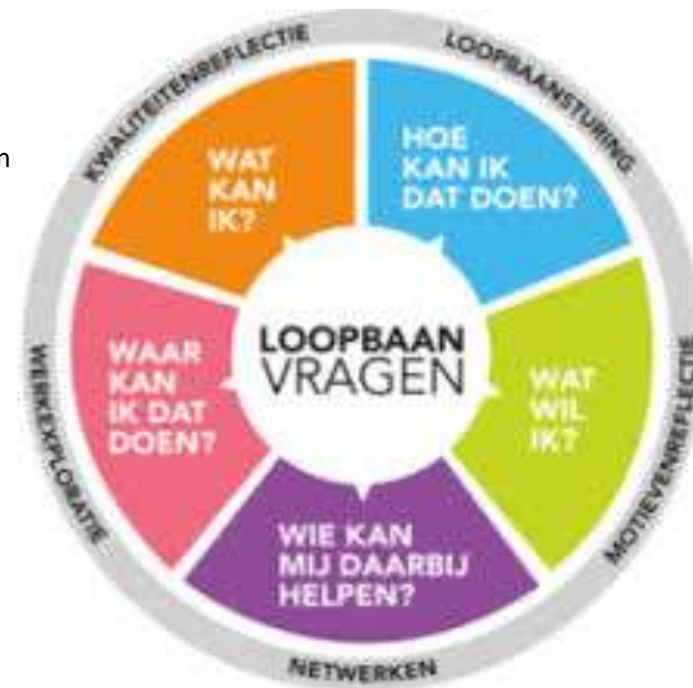 KWALITEITENREFLECTIE
LOOPBAANSTURING
n
WAT
KAN
IK?
HOE
KAN IK
DAT DOEN?
LOOPBAAN
VRAGEN
WAAR
KAN
IK DAT
DOEN?
WAT
WIL
IK?
WERKEXPLORATIE
MOTIEVENREFLECTIE
WIE KAN
MIJ DAARBIJ
HELPEN?
NETWERKEN